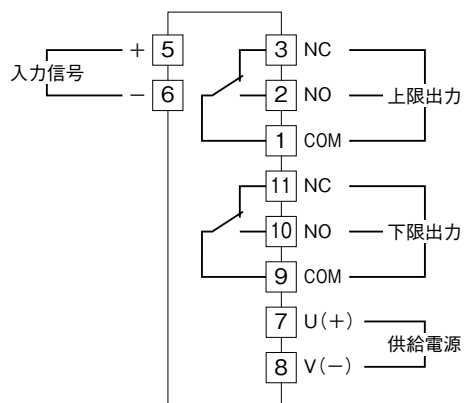 入力信号
+ 5
− 6
3 NC
2 NO
1 COM
上限出力
11 NC
10 NO
9 COM
下限出力
7 U(+)
8 V(−)
供給電源